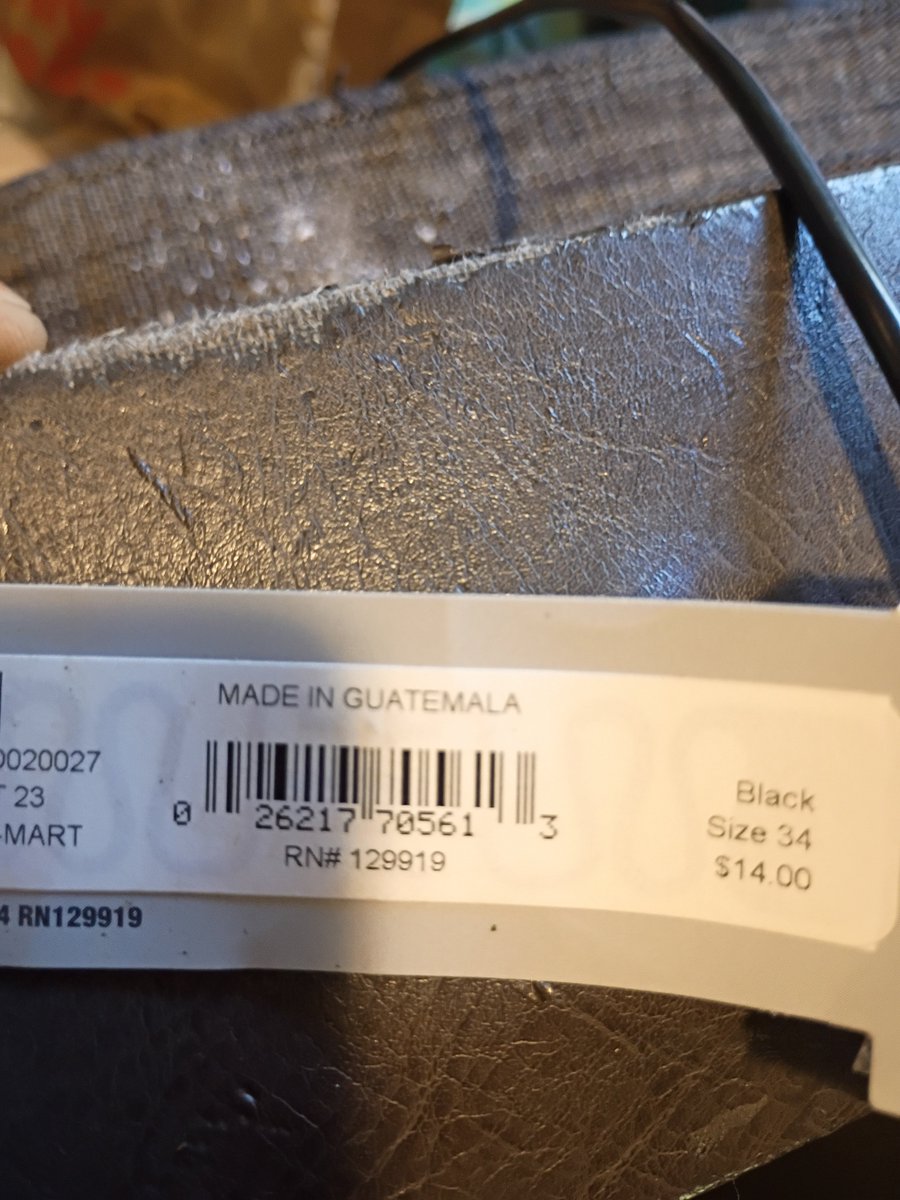 MADE IN GUATEMALA
0020027
T 23
-MART
0 26217 70561 3
RN# 129919
Black
Size 34
$14.00
4 RN129919